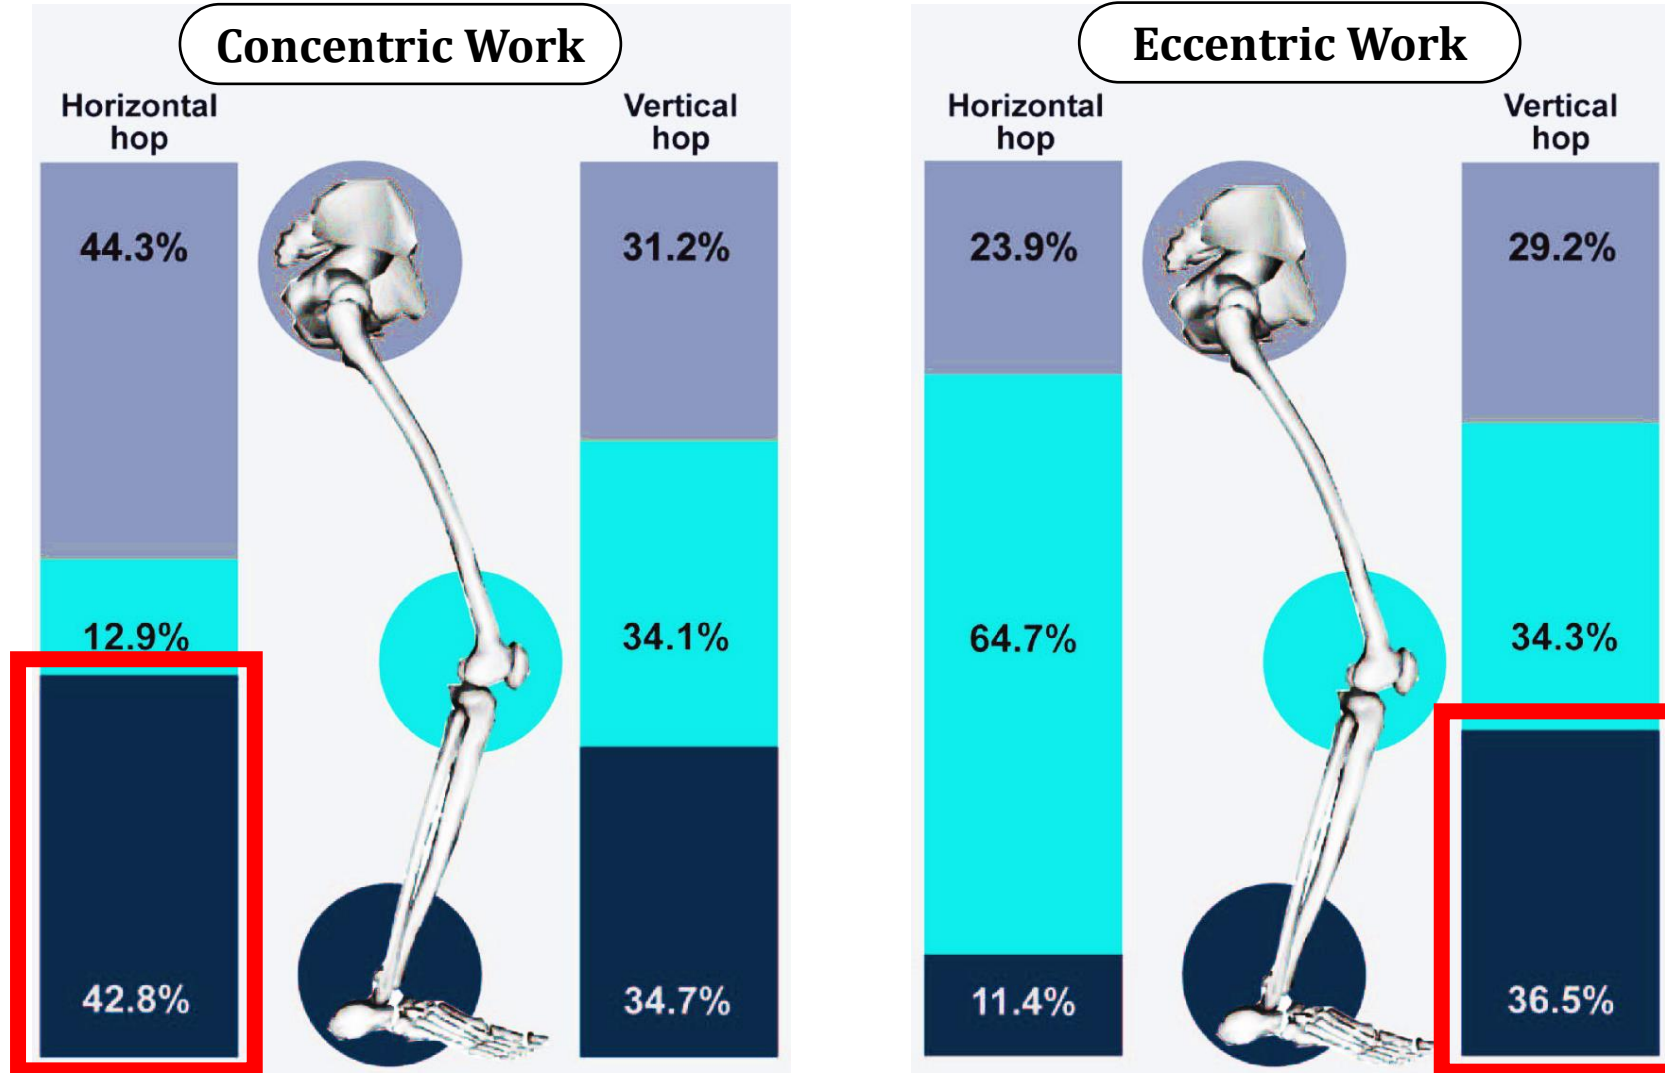 Concentric Work
Horizontal
hop
Vertical
hop
44.3%
31.2%
12.9%
34.1%
42.8%
34.7%
Eccentric Work
Horizontal
hop
Vertical
hop
23.9%
29.2%
64.7%
34.3%
11.4%
36.5%